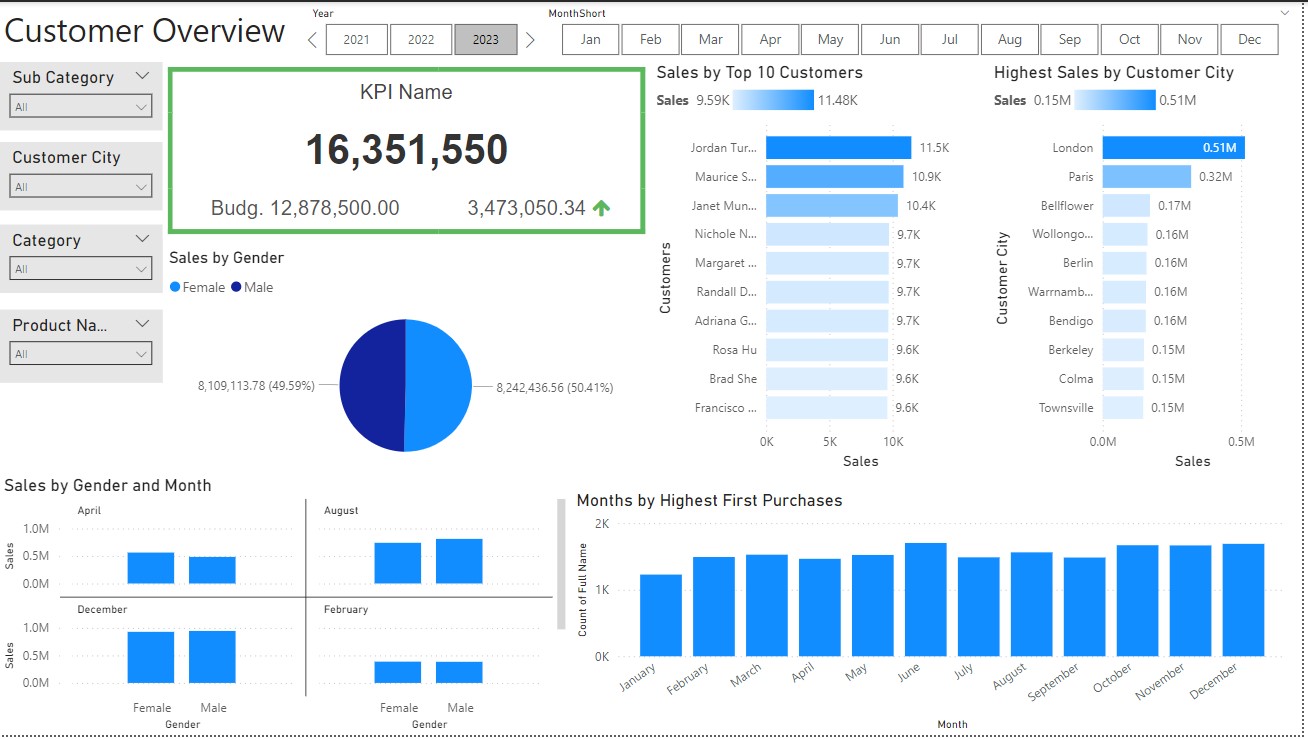 Customer Overview
Year
2021 2022 2023
MonthShort
Jan Feb Mar Apr May Jun Jul Aug Sep Oct Nov Dec
Sub Category
All
Customer City
All
Category
All
Product Na...
All
KPI Name
16,351,550
Budg. 12,878,500.00 3,473,050.34
Sales by Gender
Female Male
8,109,113.78 (49.59%) 8,242,436.56 (50.41%)
Sales by Top 10 Customers
Sales 9.59K 11.48K
Customers
Jordan Tur... 11.5K
Maurice S... 10.9K
Janet Mun... 10.4K
Nichole N... 9.7K
Margaret ... 9.7K
Randall D... 9.7K
Adriana G... 9.7K
Rosa Hu 9.6K
Brad She 9.6K
Francisco ... 9.6K
0K 5K 10K
Sales
Highest Sales by Customer City
Sales 0.15M 0.51M
Customer City
London 0.51M
Paris 0.32M
Bellflower 0.17M
Wollongo... 0.16M
Berlin 0.16M
Warrnamb... 0.16M
Bendigo 0.16M
Berkeley 0.15M
Colma 0.15M
Townsville 0.15M
0.0M 0.5M
Sales
Sales by Gender and Month
April August
Sales
1.0M
0.5M
0.0M
December February
Sales
1.0M
0.5M
0.0M
Female Male Female Male
Gender Gender
Months by Highest First Purchases
Count of Full Name
2K
1K
0K
January February March April May June July August September October November December
Month